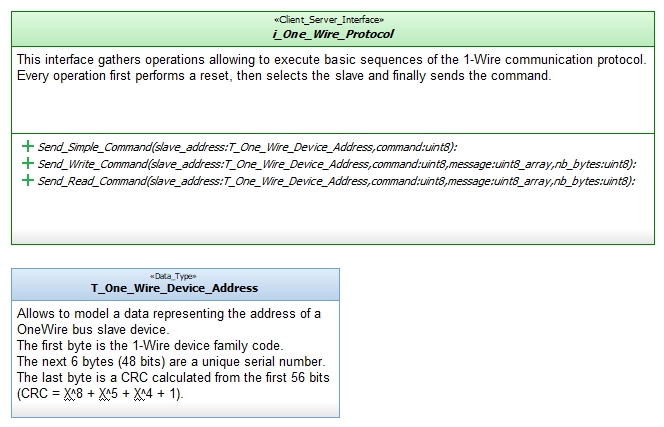 «Client_Server_Interface»
i_One_Wire_Protocol
This interface gathers operations allowing to execute basic sequences of the 1-Wire communication protocol.
Every operation first performs a reset, then selects the slave and finally sends the command.
+ Send_Simple_Command(slave_address:T_One_Wire_Device_Address,command:uint8):
+ Send_Write_Command(slave_address:T_One_Wire_Device_Address,command:uint8,message:uint8_array,nb_bytes:uint8):
+ Send_Read_Command(slave_address:T_One_Wire_Device_Address,command:uint8,message:uint8_array,nb_bytes:uint8):
«Data_Type»
T_One_Wire_Device_Address
Allows to model a data representing the address of a
OneWire bus slave device.
The first byte is the 1-Wire device family code.
The next 6 bytes (48 bits) are a unique serial number.
The last byte is a CRC calculated from the first 56 bits
(CRC = X^8 + X^5 + X^4 + 1).